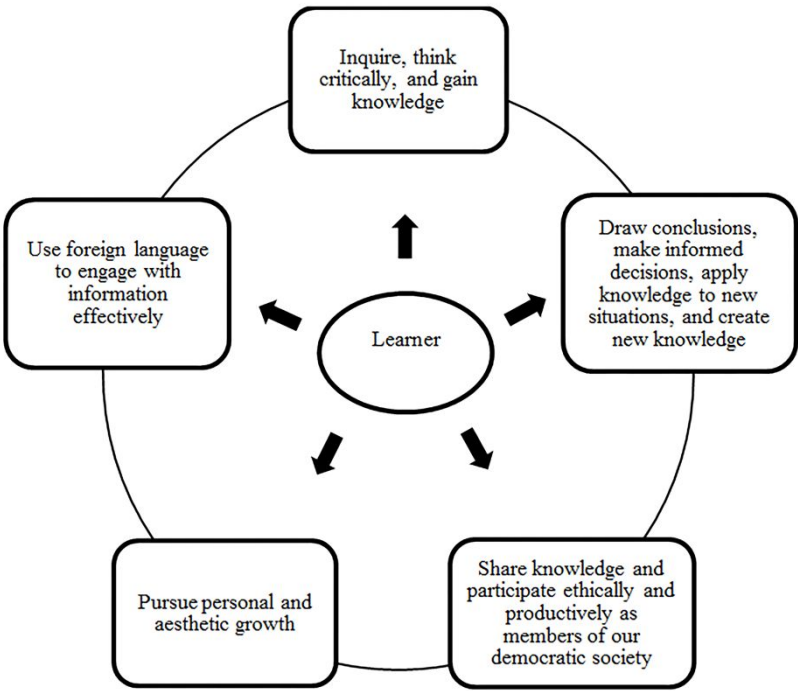 Inquire, think
critically, and gain
knowledge
Draw conclusions,
make informed
decisions, apply
knowledge to new
situations, and create
new knowledge
Use foreign language
to engage with
information
effectively
Learner
Share knowledge and
participate ethically and
productively as
members of our
democratic society
Pursue personal and
aesthetic growth